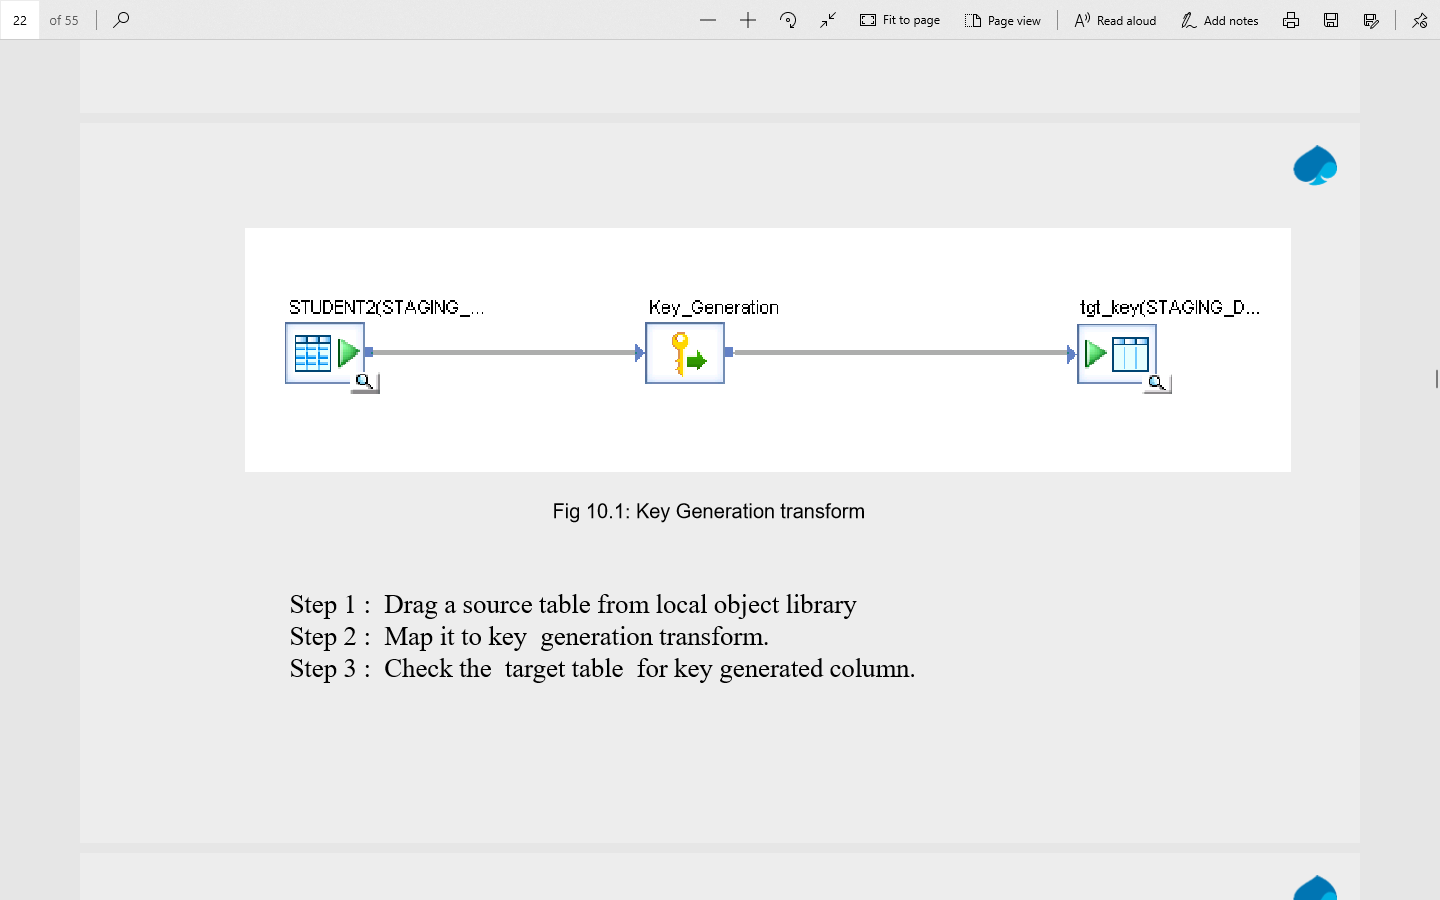 22 of 55 Fit to page Page view Read aloud Add notes
STUDENT2(STAGING_... Key_Generation tgt_key(STAGING_D...
Fig 10.1: Key Generation transform
Step 1 : Drag a source table from local object library
Step 2 : Map it to key generation transform.
Step 3 : Check the target table for key generated column.